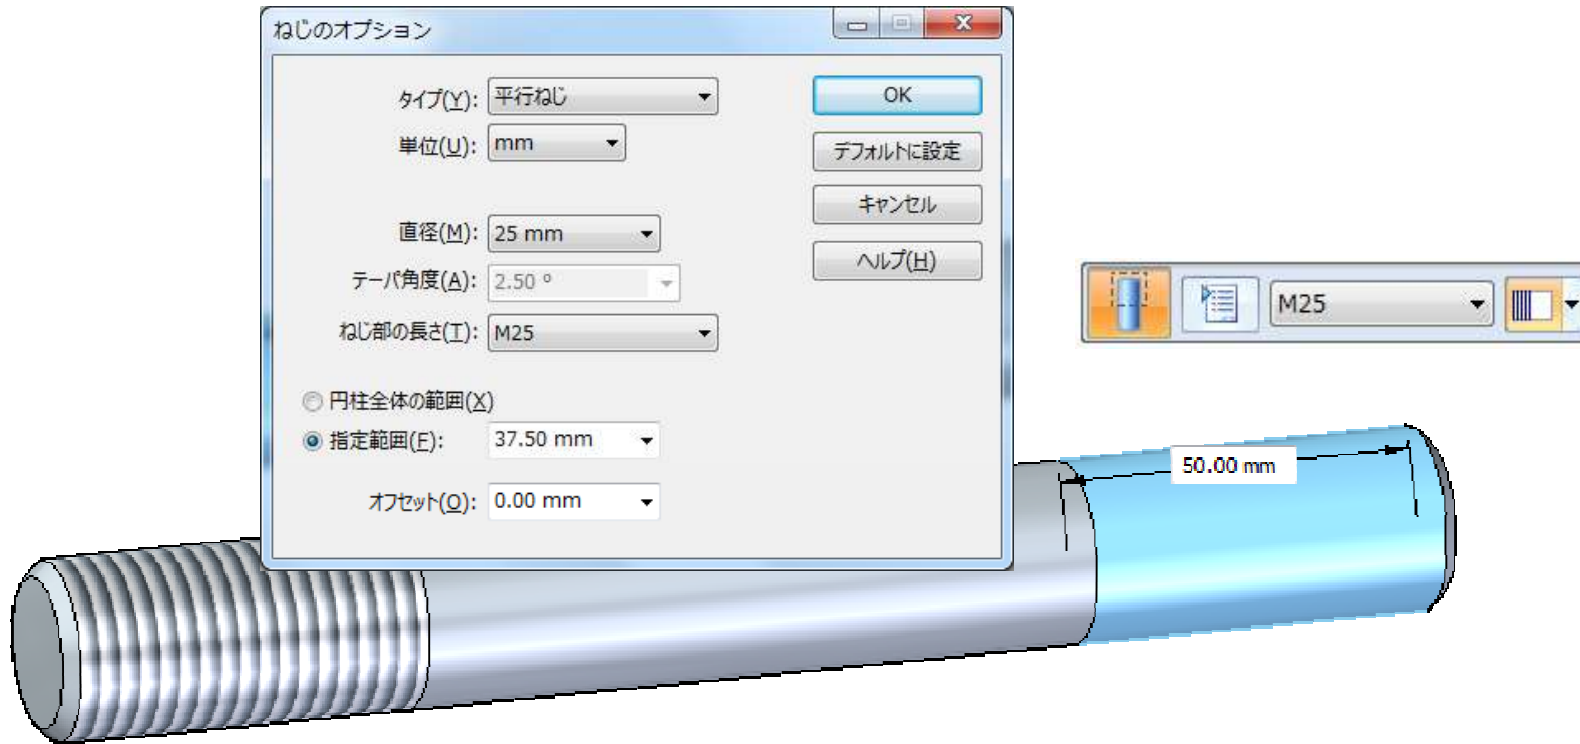 ねじのオプション
タイプ(Y): 平行ねじ
OK
単位(U): mm
デフォルトに設定
キャンセル
直径(M): 25 mm
ヘルプ(H)
テーパ角度(A): 2.50 °
ねじ部の長さ(T): M25
円柱全体の範囲(X)
指定範囲(F): 37.50 mm
オフセット(O): 0.00 mm
M25
50.00 mm